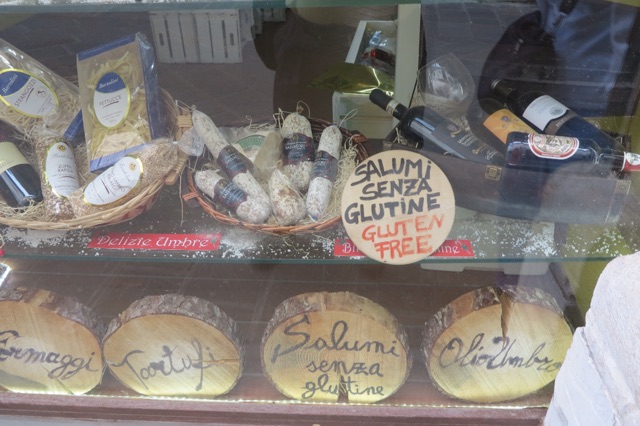 SALUMI
SENZA
GLUTINE
GLUTEN
FREE
Delizie Umbre
Formaggi
Tartufi
Salumi
senza
glutine
Olio Umbro